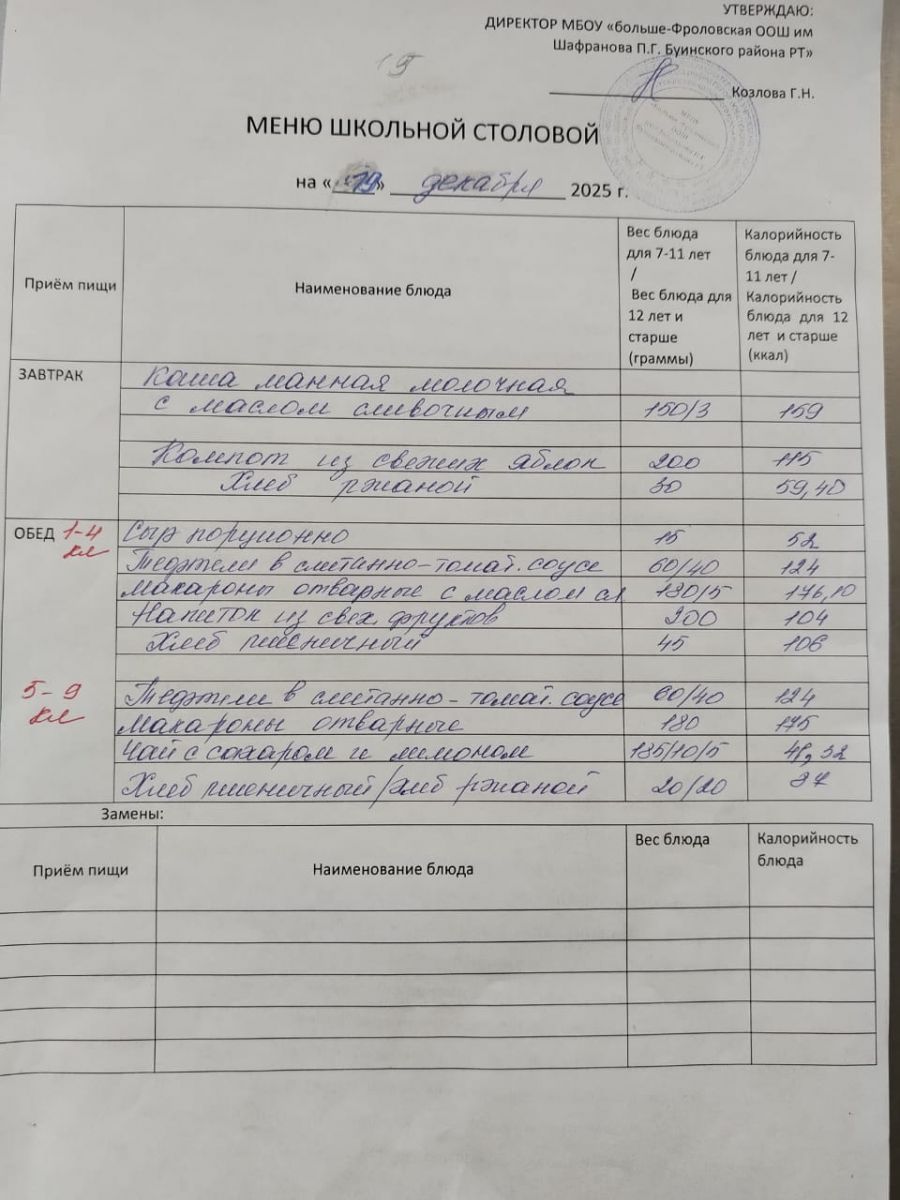 УТВЕРЖДАЮ:
ДИРЕКТОР МБОУ «больше-Фроловская ООШ им
Шафранова П.Г. Буинского района РТ»
Козлова Г.Н.
МЕНЮ ШКОЛЬНОЙ СТОЛОВОЙ
на «19» декабря 2025 г.
Приём пищи
Наименование блюда
Вес блюда
для 7-11 лет
/
Вес блюда для
12 лет и
старше
(граммы)
Калорийность
блюда для 7-
11 лет /
Калорийность
блюда для 12
лет и старше
(ккал)
ЗАВТРАК Каша манная молочная
с маслом сливочным 150/3 159
Компот из свежих яблок 200 115
Хлеб ржаной 30 59,40
ОБЕД 1-4 Сыр порционно 15 52
кл Тефтели в сметанно-томат. соусе 60/40 124
Макароны отварные с маслом сл 180/5 176,10
Напиток из свех. фруктов 200 104
Хлеб пшеничный 45 106
5-9 Тефтели в сметанно-томат. соусе 60/40 124
кл Макароны отварные 180 175
Чай с сахаром и лимоном 185/10/5 41,32
Хлеб пшеничный/хлеб ржаной 20/20 87
Замены:
Приём пищи
Наименование блюда
Вес блюда
Калорийность
блюда